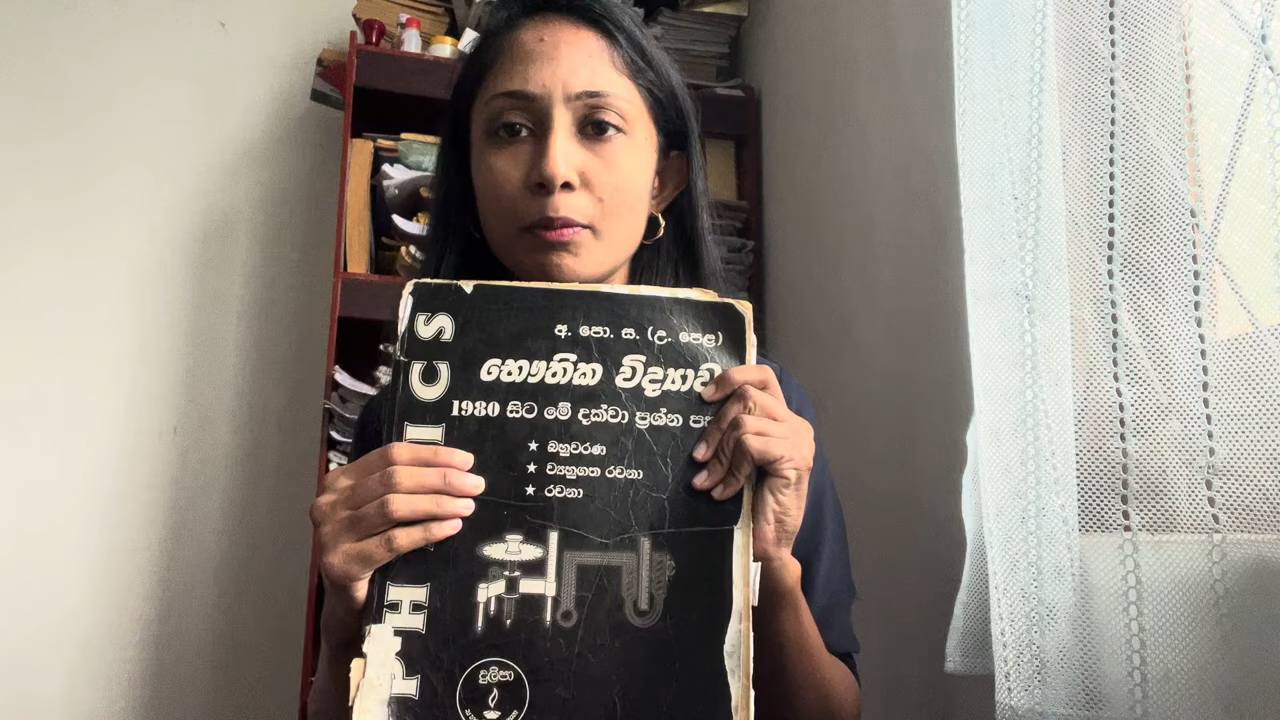 අ. පො. ස. (උ. පෙළ)
භෞතික විද්‍යාව
1980 සිට මේ දක්වා ප්‍රශ්න
★ බහුවරණ
★ ව්‍යුහගත රචනා
★ රචනා
PHYSICS
දුලිපා